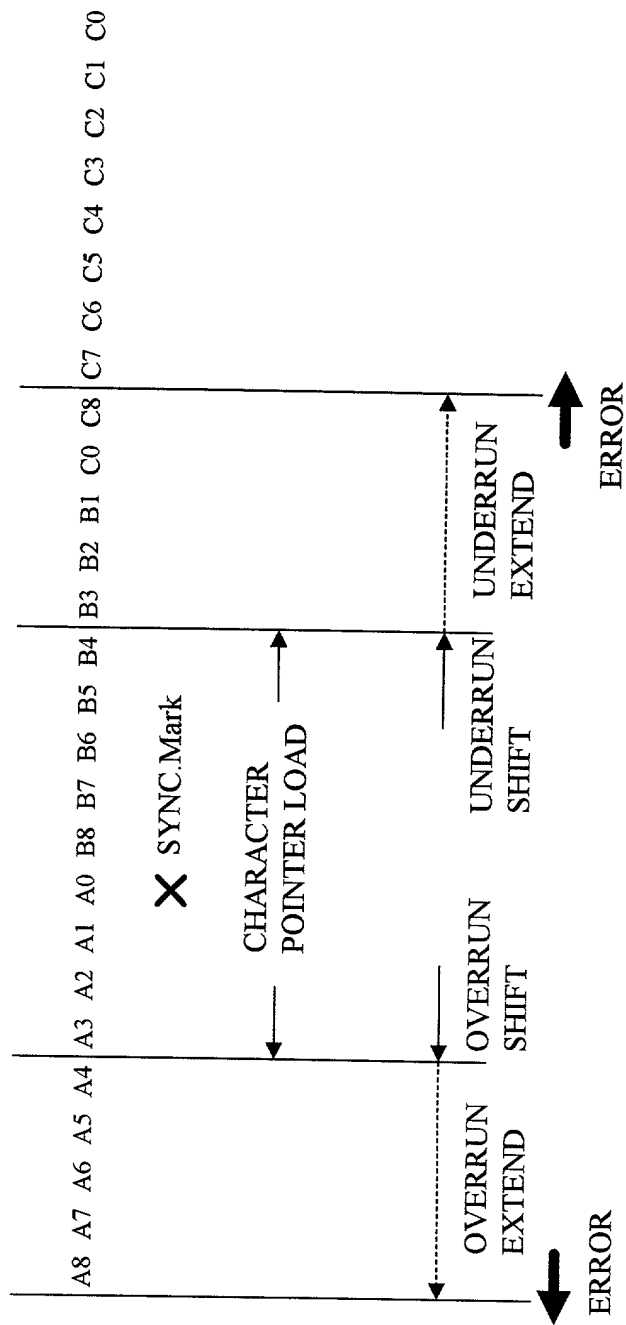 A8 A7 A6 A5 A4 A3 A2 A1 A0 B8 B7 B6 B5 B4 B3 B2 B1 C0 C8 C7 C6 C5 C4 C3 C2 C1 C0
SYNC.Mark
CHARACTER
POINTER LOAD
OVERRUN
EXTEND
OVERRUN
SHIFT
UNDERRUN
SHIFT
UNDERRUN
EXTEND
ERROR
ERROR